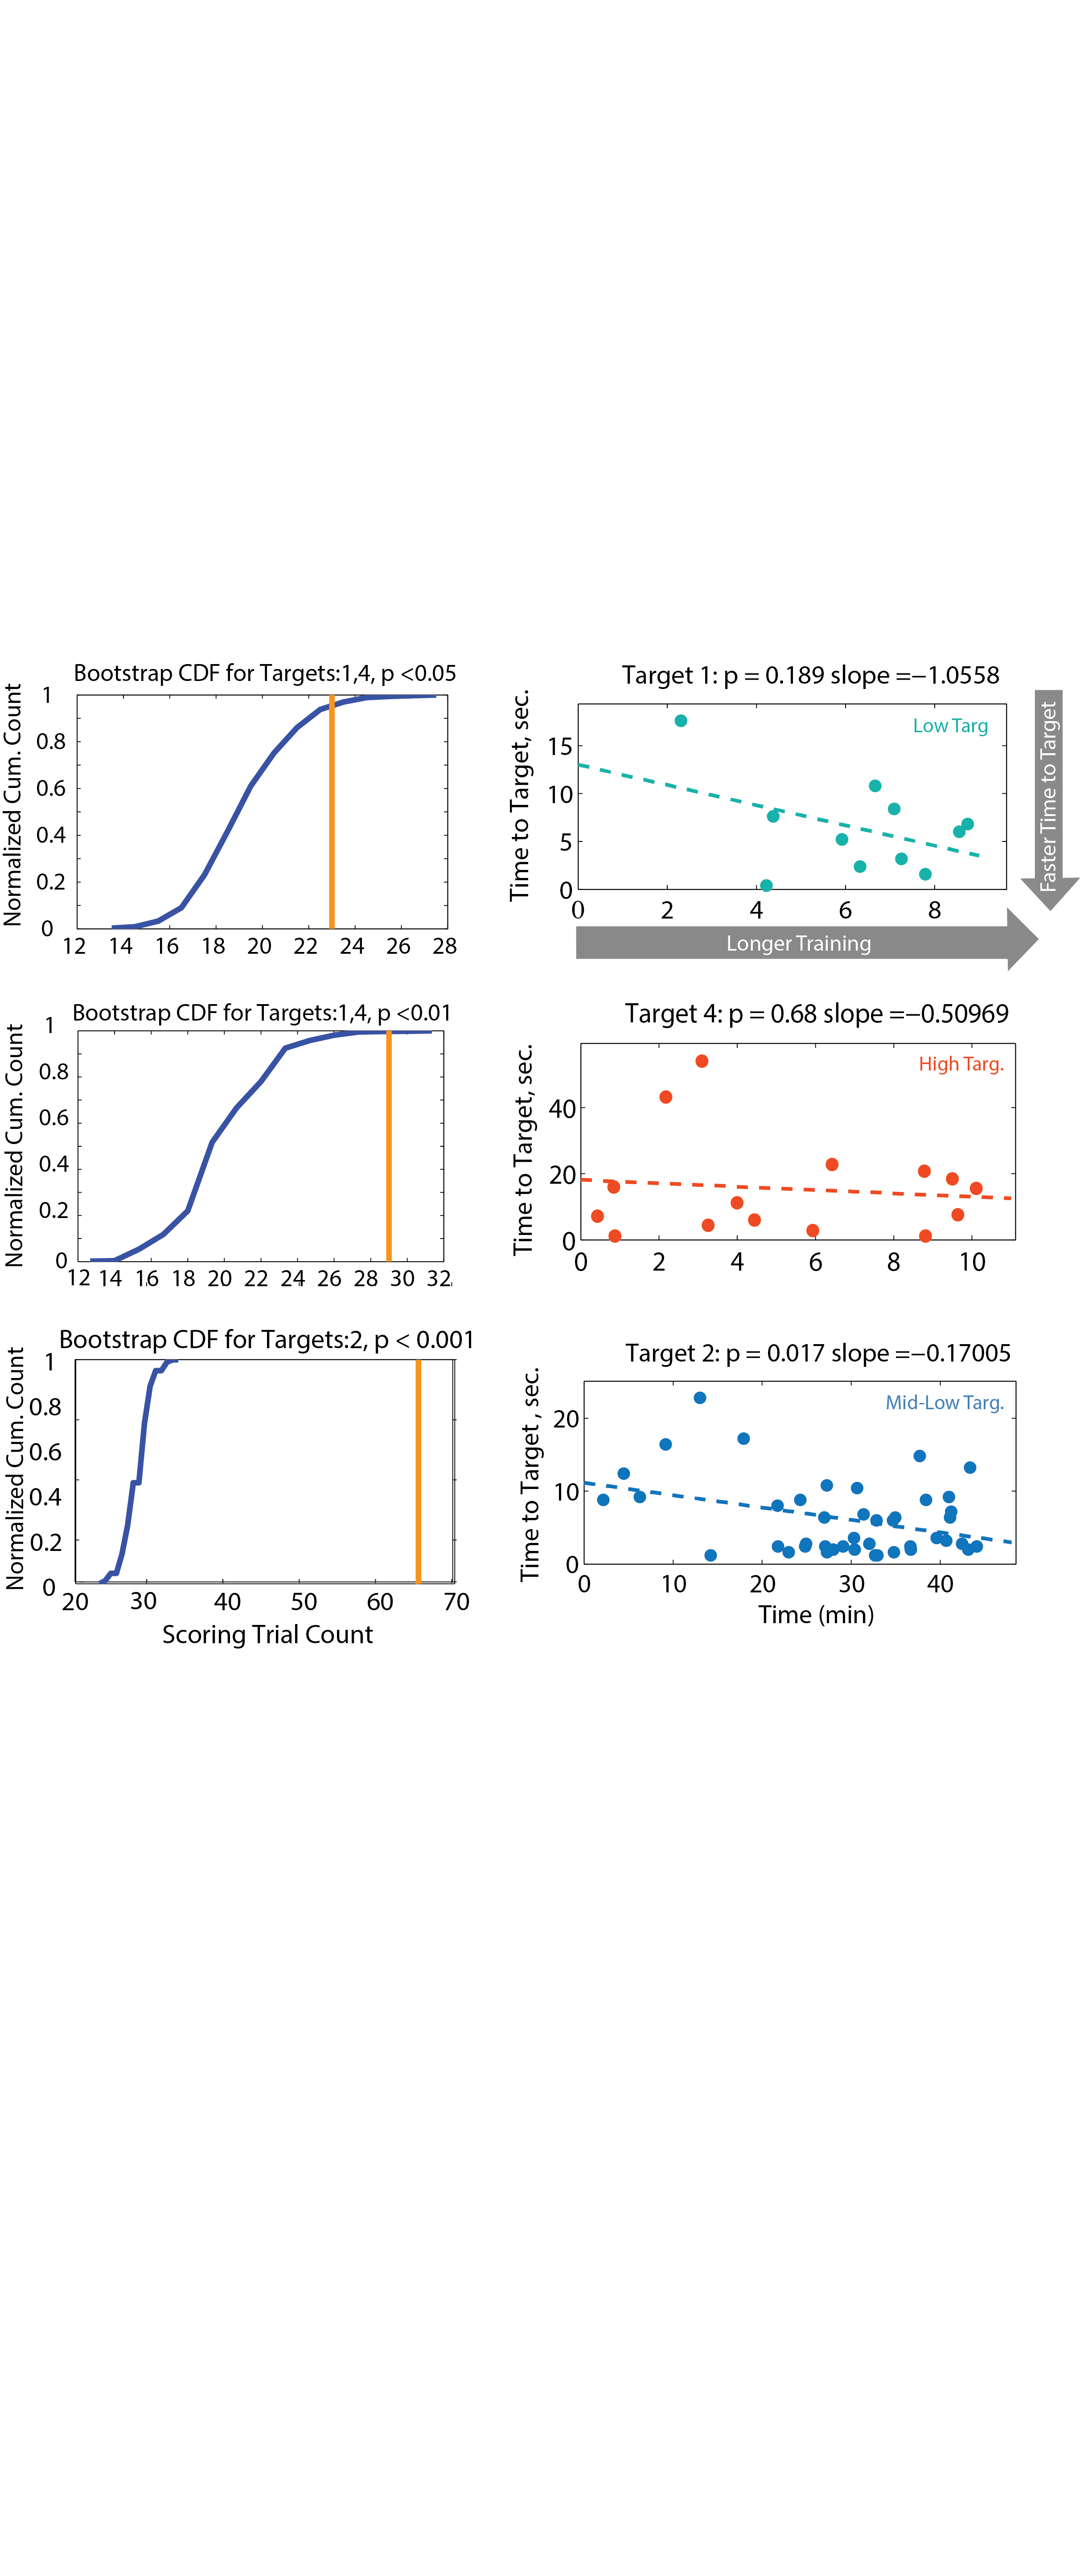 Bootstrap CDF for Targets:1,4, p <0.05
Normalized Cum. Count
1
0.8
0.6
0.4
0.2
0
12 14 16 18 20 22 24 26 28
Target 1: p = 0.189 slope =−1.0558
Low Targ
Time to Target, sec.
15
10
5
0
0 2 4 6 8
Faster Time to Target
Longer Training
Bootstrap CDF for Targets:1,4, p <0.01
Normalized Cum. Count
1
0.8
0.6
0.4
0.2
0
12 14 16 18 20 22 24 26 28 30 32
Target 4: p = 0.68 slope =−0.50969
High Targ.
Time to Target, sec.
40
20
0
0 2 4 6 8 10
Bootstrap CDF for Targets:2, p < 0.001
Normalized Cum. Count
1
0.8
0.6
0.4
0.2
0
20 30 40 50 60 70
Scoring Trial Count
Target 2: p = 0.017 slope =−0.17005
Mid-Low Targ.
Time to Target , sec.
20
10
0
0 10 20 30 40
Time (min)